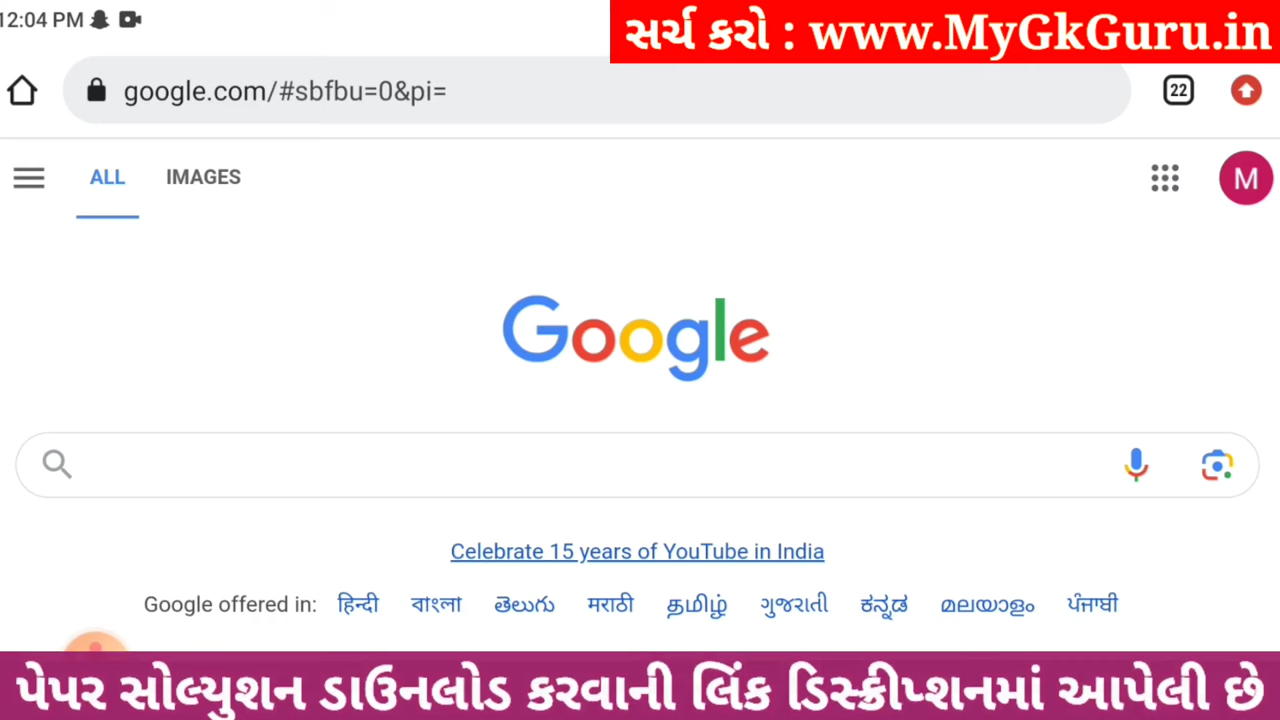 12:04 PM
સર્ચ કરો : www.MyGkGuru.in
google.com/#sbfbu=0&pi=
22
ALL IMAGES
M
Google
Celebrate 15 years of YouTube in India
Google offered in: हिन्दी বাংলা తెలుగు मराठी தமிழ் ગુજરાતી ಕನ್ನಡ മലയാളം ਪੰਜਾਬੀ
પેપર સોલ્યુશન ડાઉનલોડ કરવાની લિંક ડિસ્ક્રીપ્શનમાં આપેલી છે